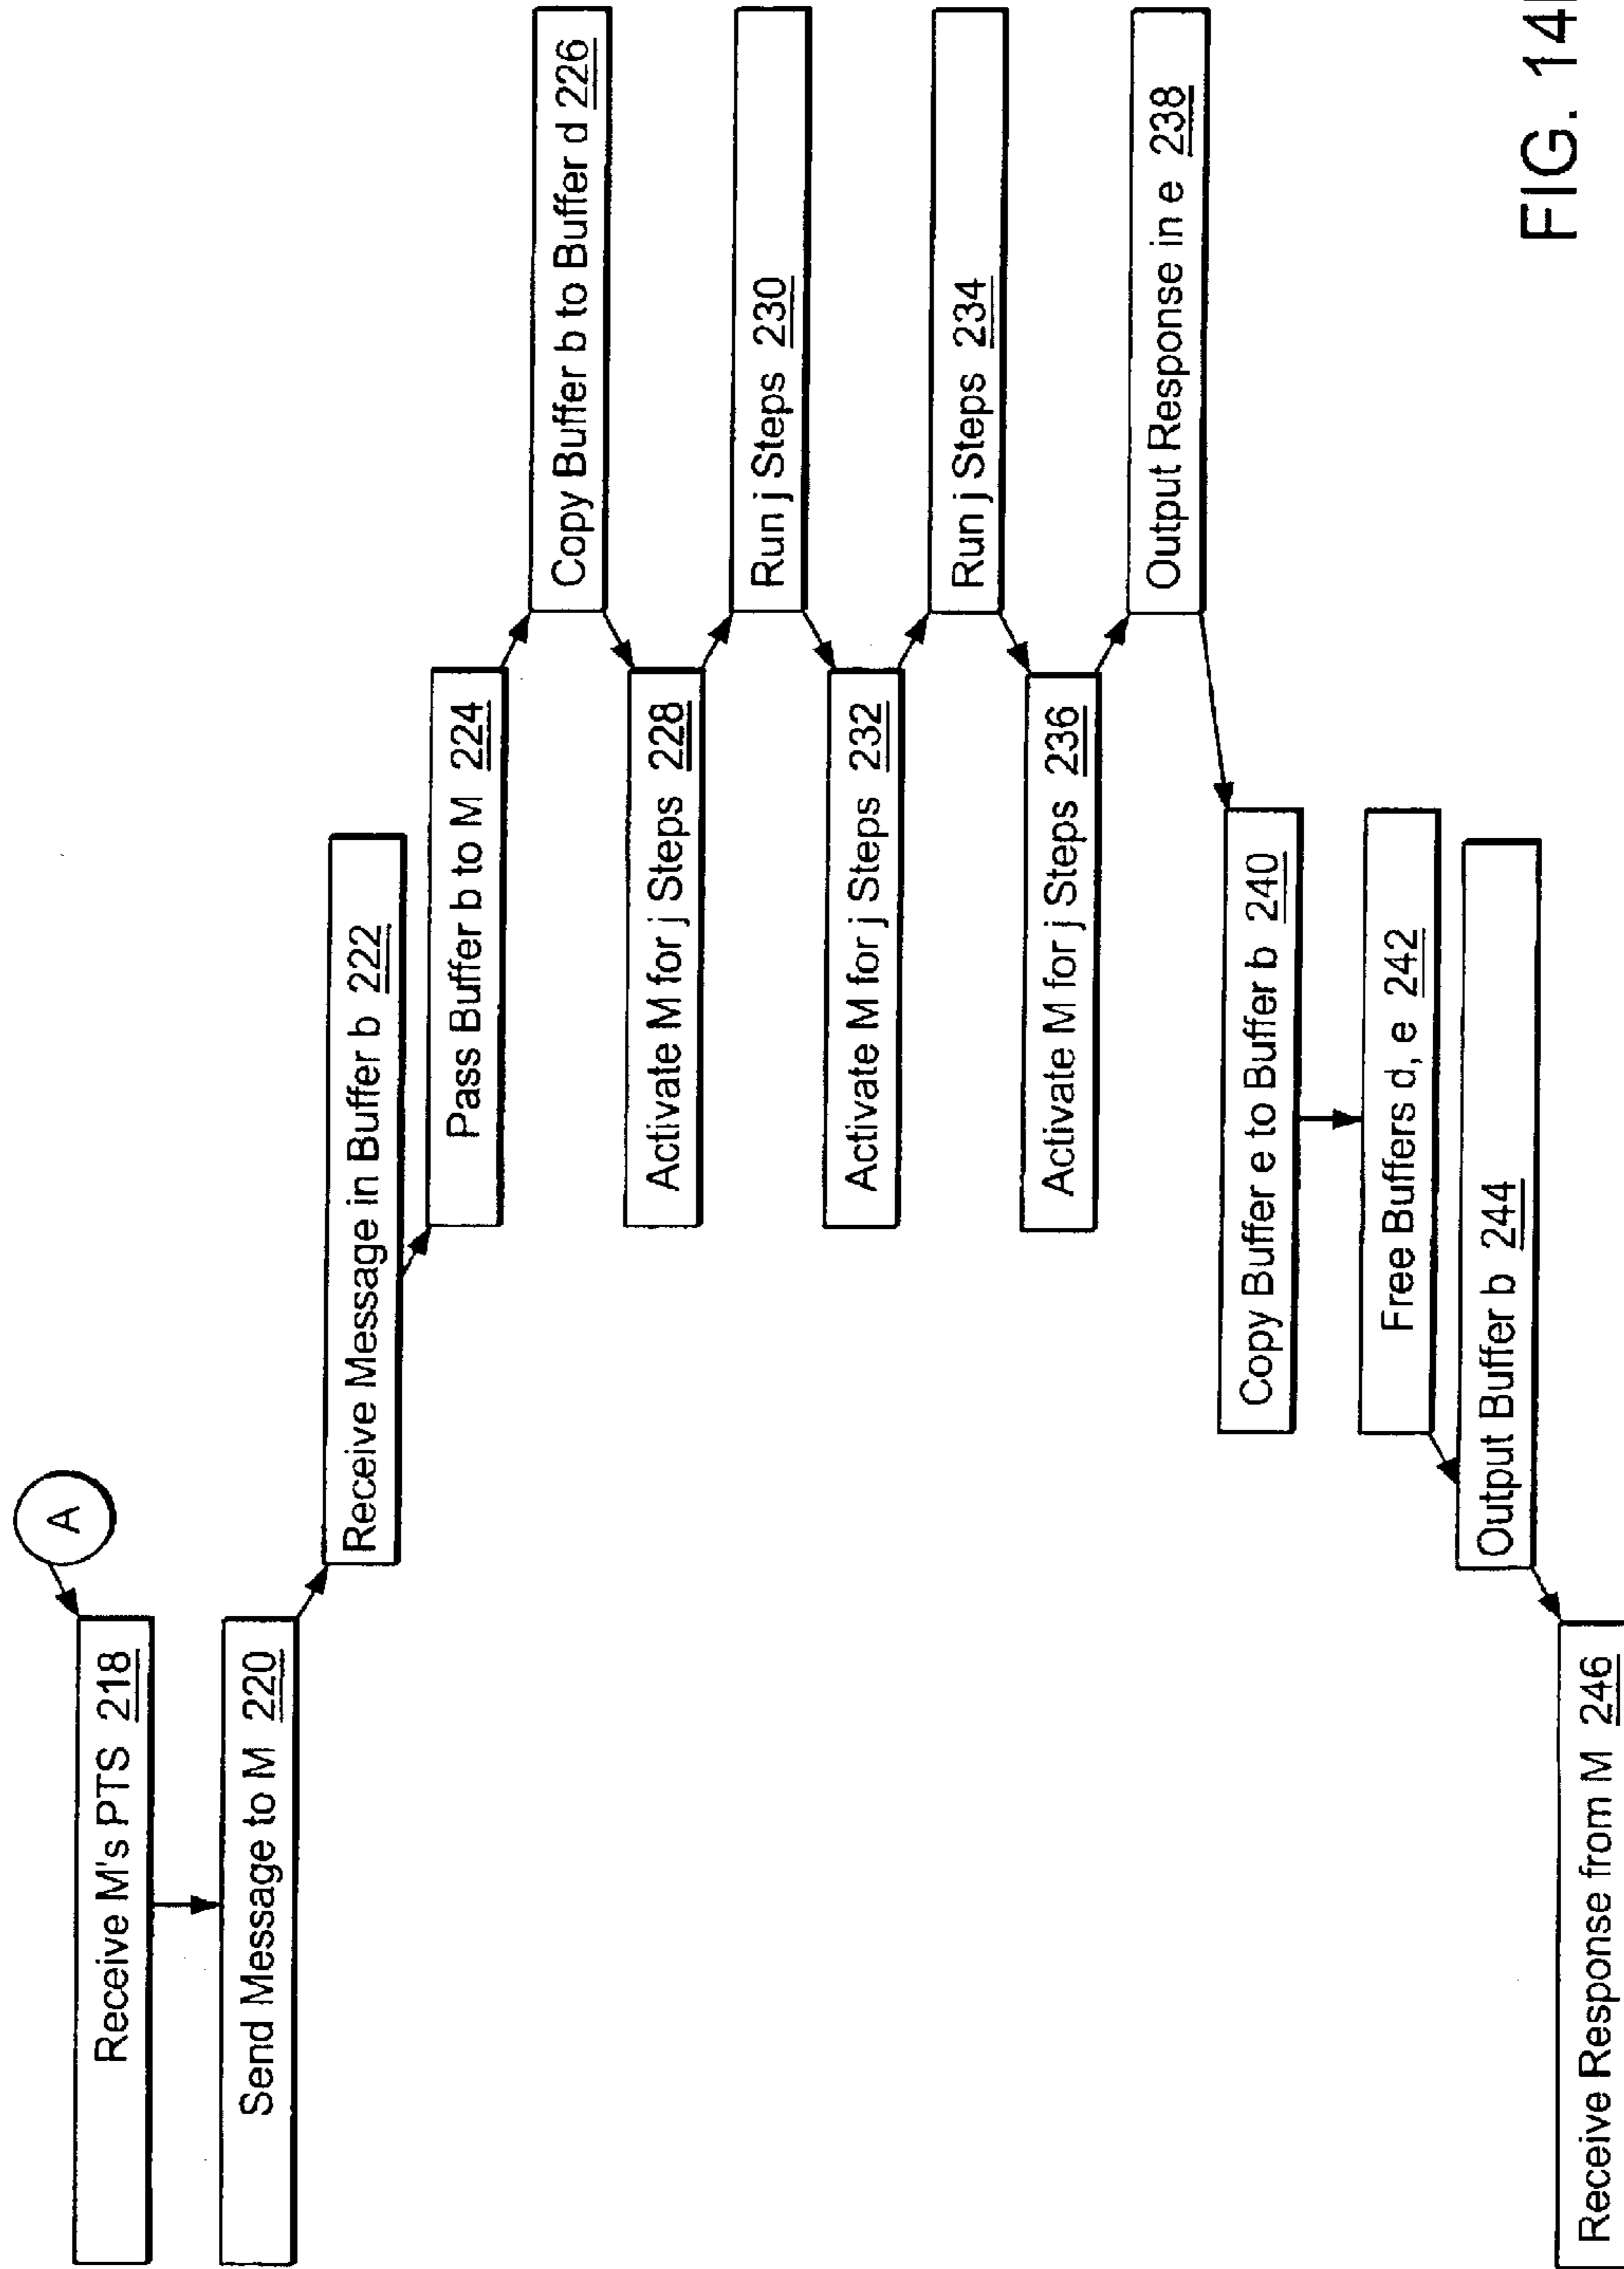 A
Receive M's PTS 218
Send Message to M 220
Receive Message in Buffer b 222
Pass Buffer b to M 224
Copy Buffer b to Buffer d 226
Activate M for j Steps 228
Run j Steps 230
Activate M for j Steps 232
Run j Steps 234
Activate M for j Steps 236
Output Response in e 238
Copy Buffer e to Buffer b 240
Free Buffers d, e 242
Output Buffer b 244
Receive Response from M 246
FIG. 14